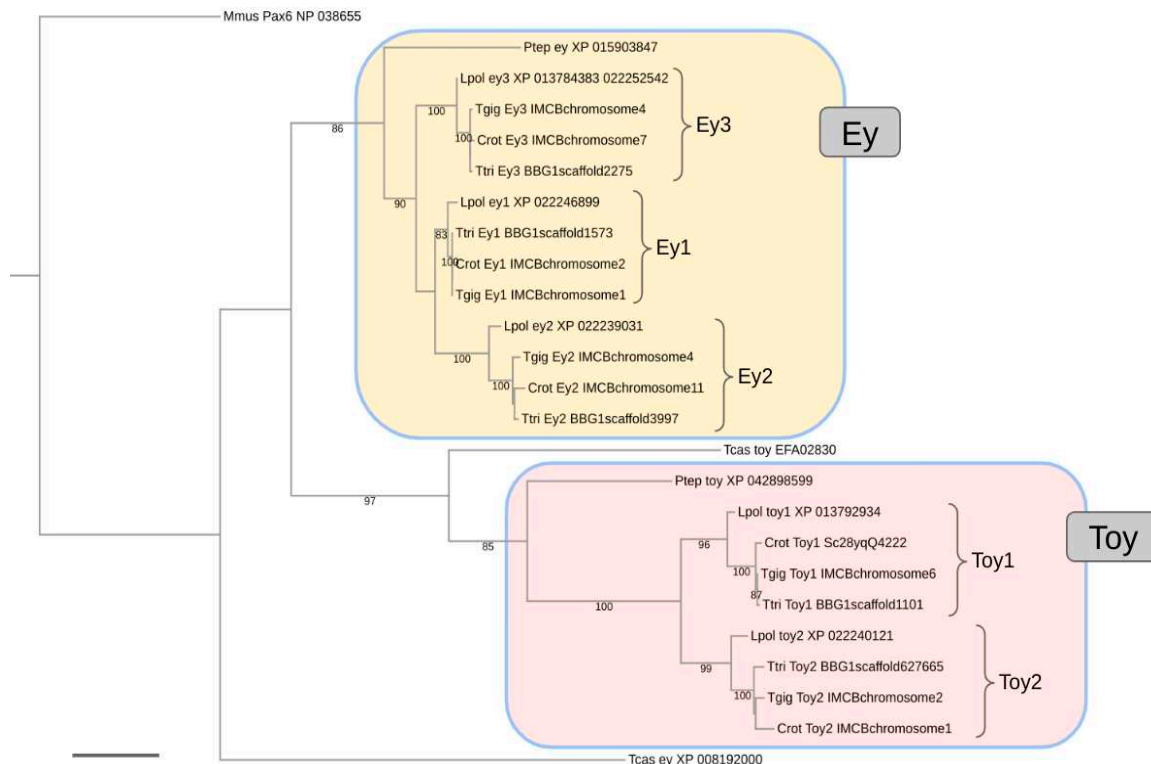 Mmus Pax6 NP 038655
Ptep ey XP 015903847
Lpol ey3 XP 013784383 022252542
100
Tgig Ey3 IMCBchromosome4
Ey3
Ey
86
100
Crot Ey3 IMCBchromosome7
Ttri Ey3 BBG1scaffold2275
90
Lpol ey1 XP 022246899
83
Ttri Ey1 BBG1scaffold1573
Ey1
100
Crot Ey1 IMCBchromosome2
Tgig Ey1 IMCBchromosome1
Lpol ey2 XP 022239031
100
Tgig Ey2 IMCBchromosome4
Ey2
100
Crot Ey2 IMCBchromosome11
Ttri Ey2 BBG1scaffold3997
Tcas toy EFA02830
97
Ptep toy XP 042898599
Lpol toy1 XP 013792934
85
96
Crot Toy1 Sc28yqQ4222
Toy
100
Tgig Toy1 IMCBchromosome6
Toy1
87
Ttri Toy1 BBG1scaffold1101
100
Lpol toy2 XP 022240121
99
Ttri Toy2 BBG1scaffold627665
Toy2
100
Tgig Toy2 IMCBchromosome2
Crot Toy2 IMCBchromosome1
Tcas ey XP 008192000